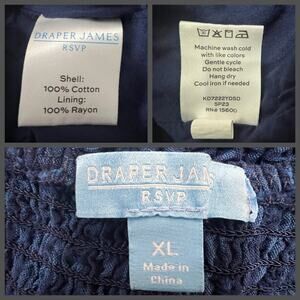 DRAPER JAMES
RSVP
Shell:
100% Cotton
Lining:
100% Rayon
Machine wash cold
with like colors
Gentle cycle
Do not bleach
Hang dry
Cool iron if needed
KD7222YDSD
SP23
RN# 15600
DRAPER JAM
RSVP
XL
Made in
China